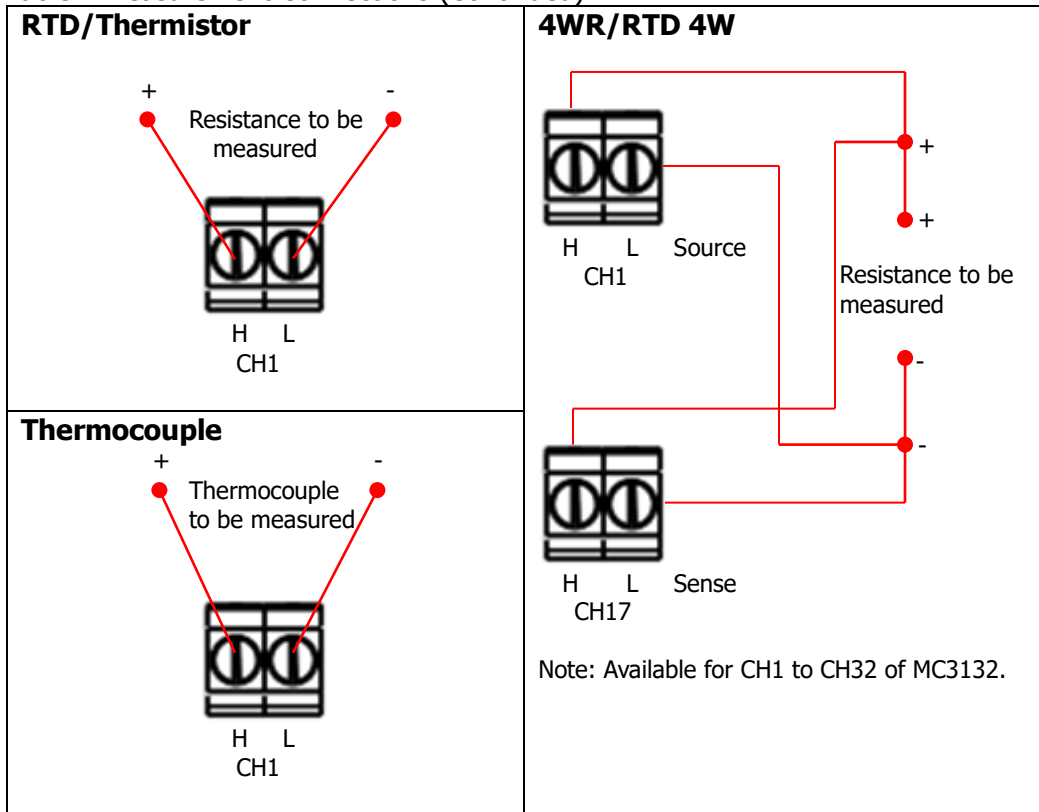 RTD/Thermistor
+ -
Resistance to be
measured
H L
CH1
Thermocouple
+ -
Thermocouple
to be measured
H L
CH1
4WR/RTD 4W
+
+
H L Source
CH1
Resistance to be
measured
-
-
H L Sense
CH17
Note: Available for CH1 to CH32 of MC3132.